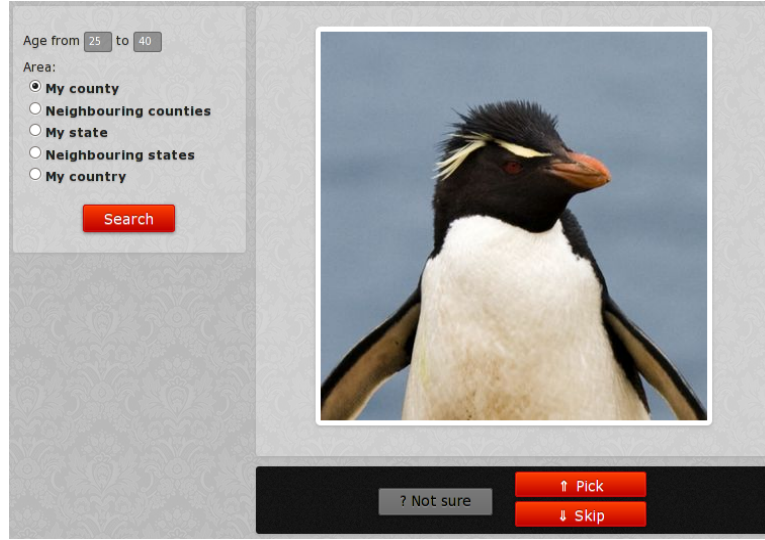 Age from 25 to 40
Area:
My county
Neighbouring counties
My state
Neighbouring states
My country
Search
? Not sure
⇑ Pick
⇓ Skip